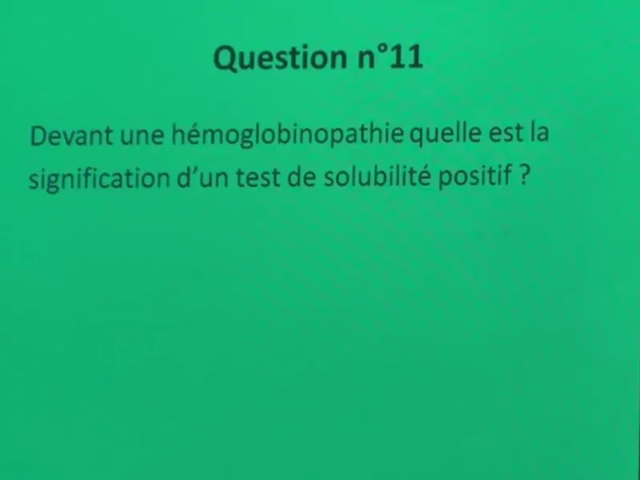 Question n°11
Devant une hémoglobinopathie quelle est la
signification d'un test de solubilité positif ?